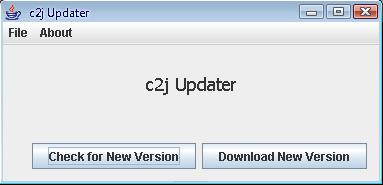 c2j Updater
File About
c2j Updater
Check for New Version Download New Version